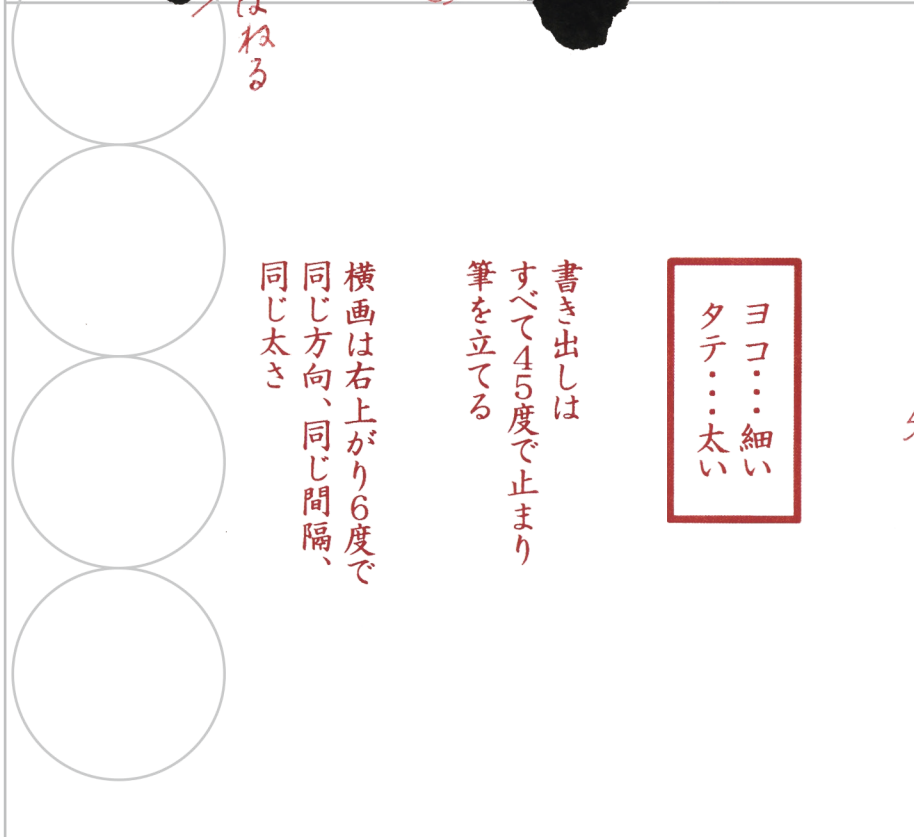 ヨコ・・・細い
タテ・・・太い
書き出しは
すべて45度で止まり
筆を立てる
横画は右上がり6度で
同じ方向、同じ間隔、
同じ太さ
はねる